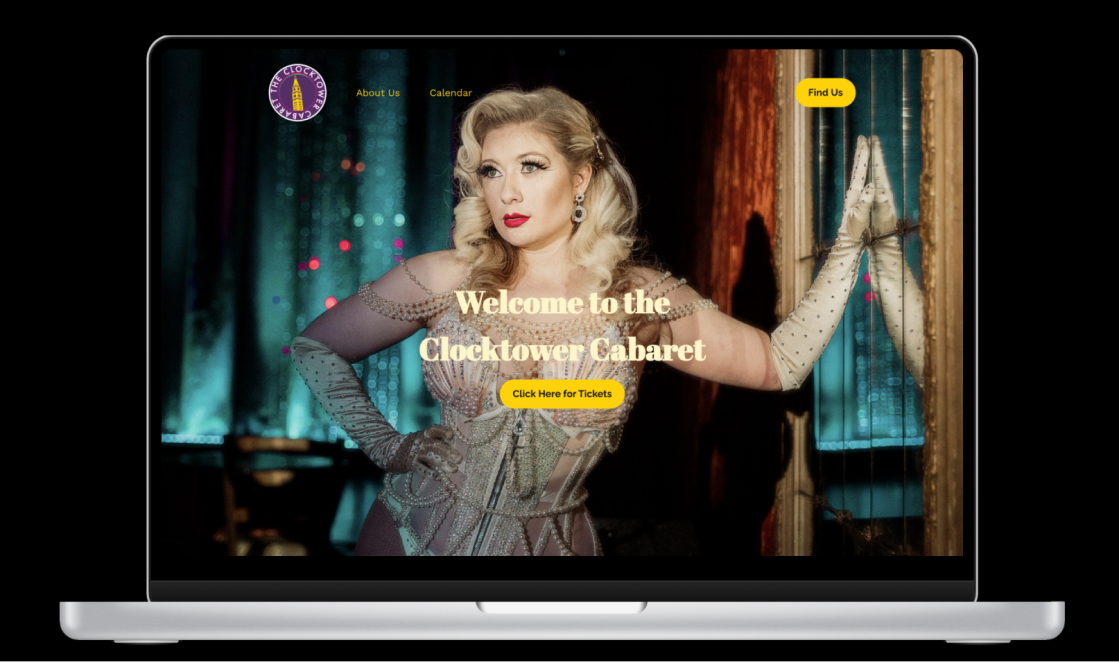 THE CLOCKTOWER CABARET
About Us
Calendar
Find Us
Welcome to the
Clocktower Cabaret
Click Here for Tickets